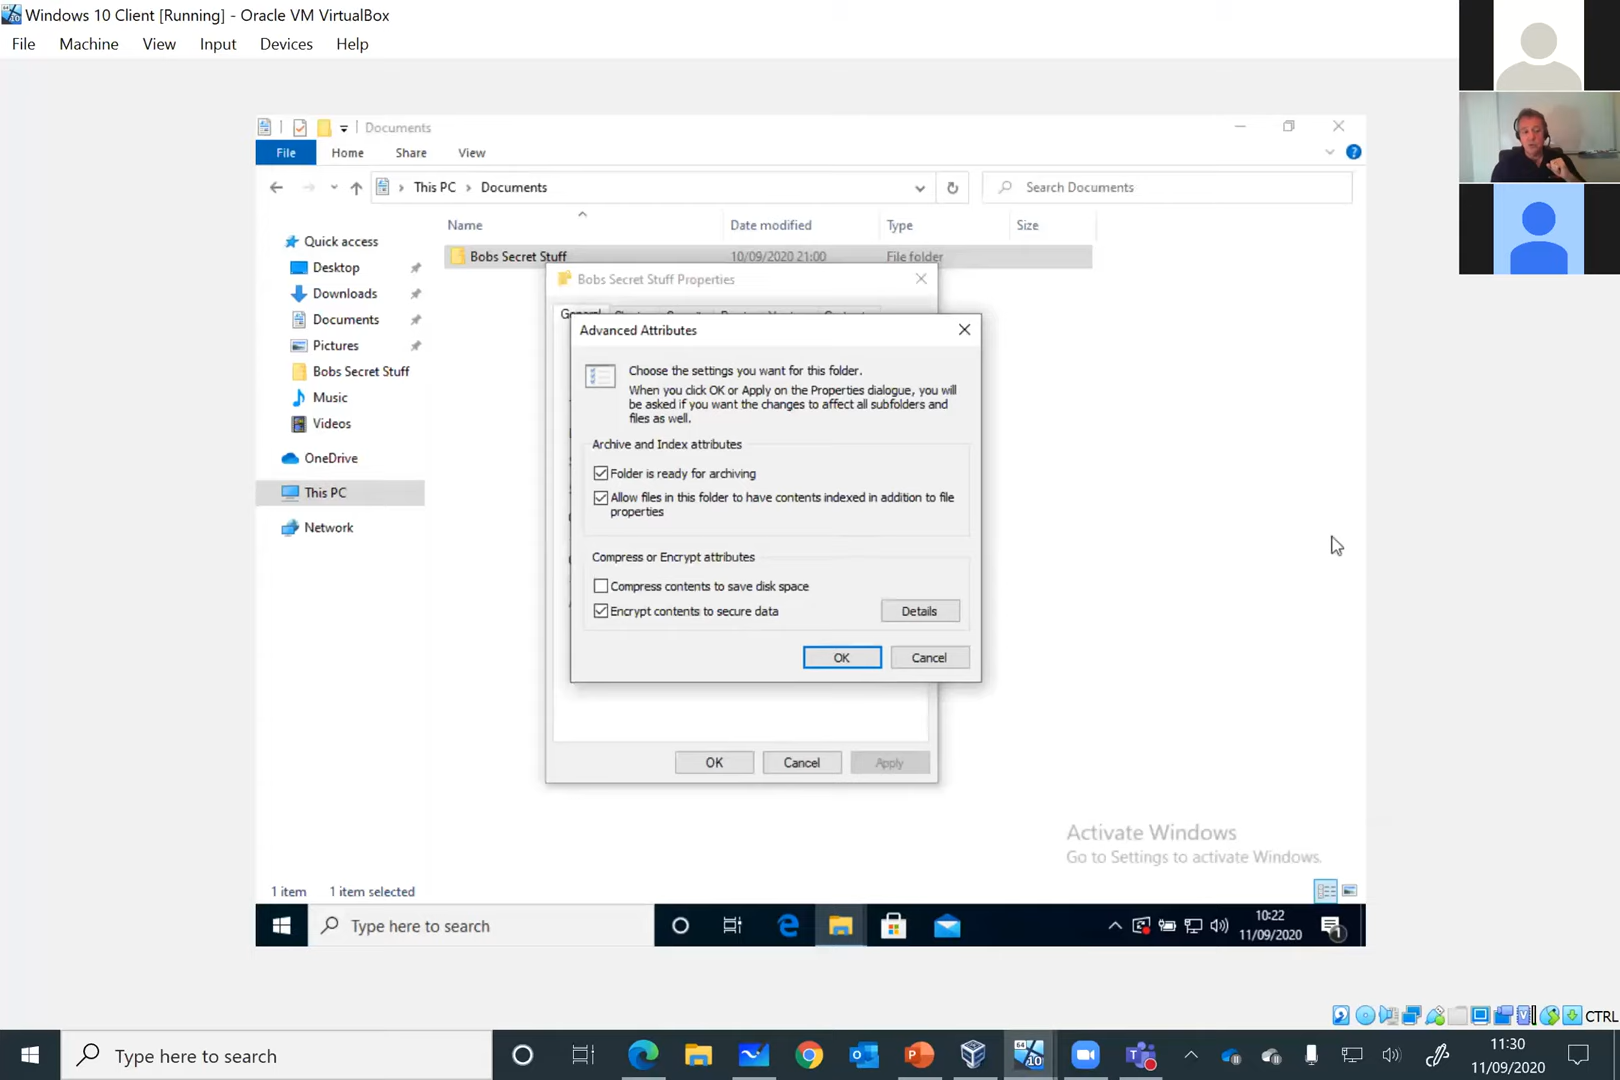 Windows 10 Client [Running] - Oracle VM VirtualBox
File Machine View Input Devices Help
Documents
File Home Share View
This PC > Documents
Search Documents
Name Date modified Type Size
Quick access
Desktop
Downloads
Documents
Pictures
Bobs Secret Stuff
Music
Videos
OneDrive
This PC
Network
Bobs Secret Stuff 10/09/2020 21:00 File folder
Bobs Secret Stuff Properties
Advanced Attributes
Choose the settings you want for this folder.
When you click OK or Apply on the Properties dialogue, you will
be asked if you want the changes to affect all subfolders and
files as well.
Archive and Index attributes
Folder is ready for archiving
Allow files in this folder to have contents indexed in addition to file
properties
Compress or Encrypt attributes
Compress contents to save disk space
Encrypt contents to secure data
Details
OK Cancel
OK Cancel Apply
Activate Windows
Go to Settings to activate Windows.
1 item 1 item selected
Type here to search
10:22
11/09/2020
1
CTRL
Type here to search
11:30
11/09/2020